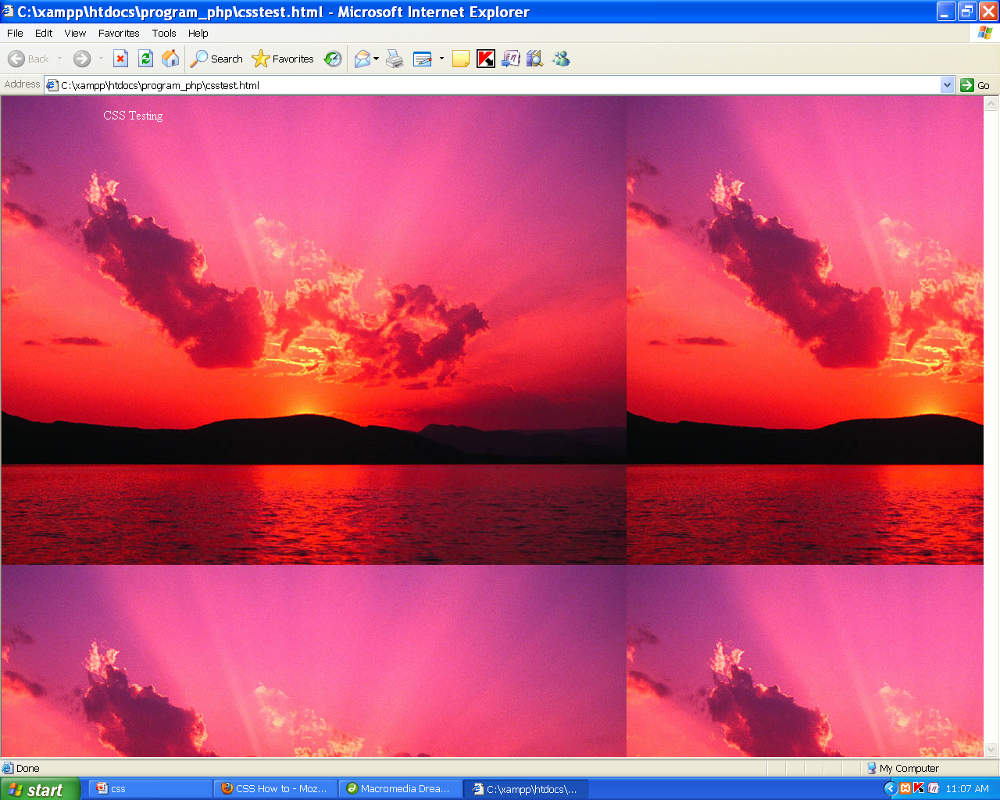 C:\xampp\htdocs\program_php\csstest.html - Microsoft Internet Explorer
File Edit View Favorites Tools Help
Back Search Favorites
Address C:\xampp\htdocs\program_php\csstest.html Go
CSS Testing
Done My Computer
start css CSS How to - Moz... Macromedia Drea... C:\xampp\htdocs\... 11:07 AM